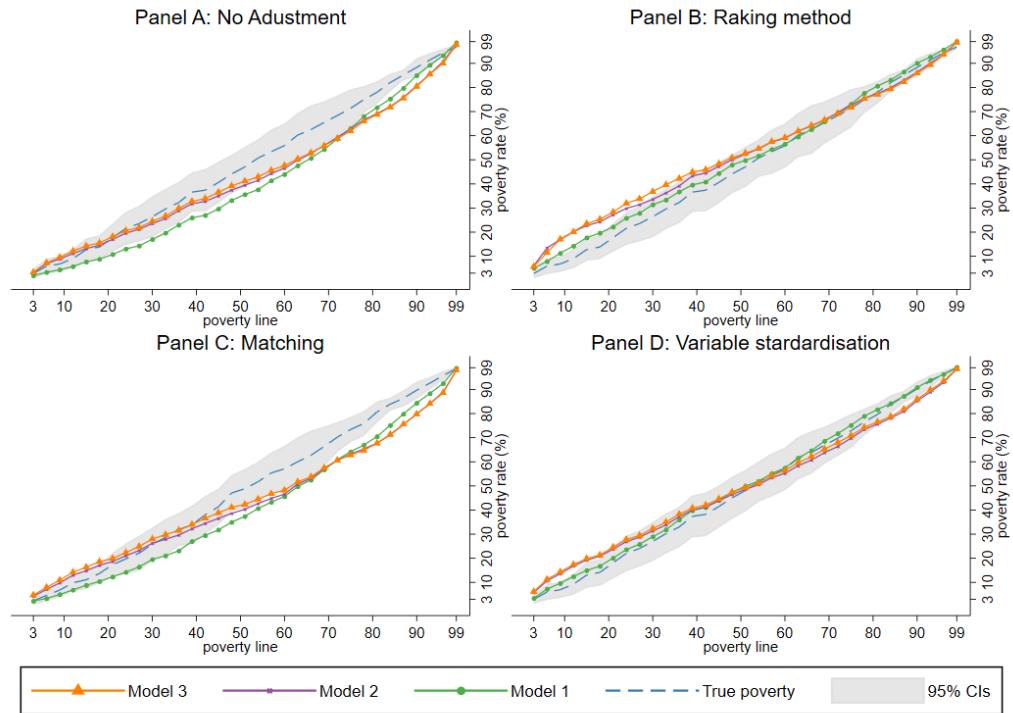 Panel A: No Adustment
99
90
80
70
60
50
40
30
20
10
3
poverty rate (%)
3 10 20 30 40 50 60 70 80 90 99
poverty line
Panel B: Raking method
99
90
80
70
60
50
40
30
20
10
3
poverty rate (%)
3 10 20 30 40 50 60 70 80 90 99
poverty line
Panel C: Matching
99
90
80
70
60
50
40
30
20
10
3
poverty rate (%)
3 10 20 30 40 50 60 70 80 90 99
poverty line
Panel D: Variable stardardisation
99
90
80
70
60
50
40
30
20
10
3
poverty rate (%)
3 10 20 30 40 50 60 70 80 90 99
poverty line
Model 3 Model 2 Model 1 True poverty 95% CIs